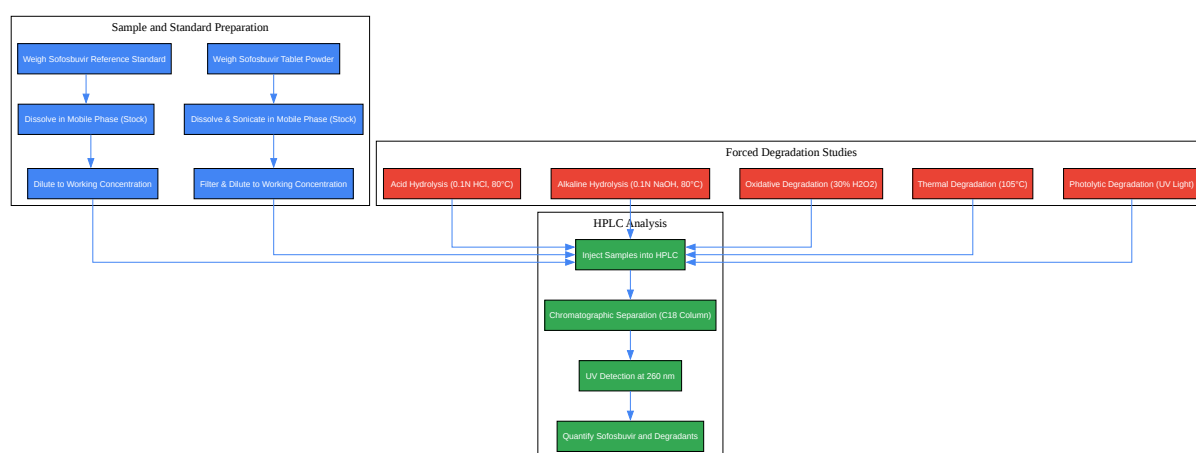 Sample and Standard Preparation
Weigh Sofosbuvir Reference Standard
Weigh Sofosbuvir Tablet Powder
Dissolve in Mobile Phase (Stock)
Dissolve & Sonicate in Mobile Phase (Stock)
Dilute to Working Concentration
Filter & Dilute to Working Concentration
Forced Degradation Studies
Acid Hydrolysis (0.1N HCl, 80°C)
Alkaline Hydrolysis (0.1N NaOH, 80°C)
Oxidative Degradation (30% H2O2)
Thermal Degradation (105°C)
Photolytic Degradation (UV Light)
HPLC Analysis
Inject Samples into HPLC
Chromatographic Separation (C18 Column)
UV Detection at 260 nm
Quantify Sofosbuvir and Degradants